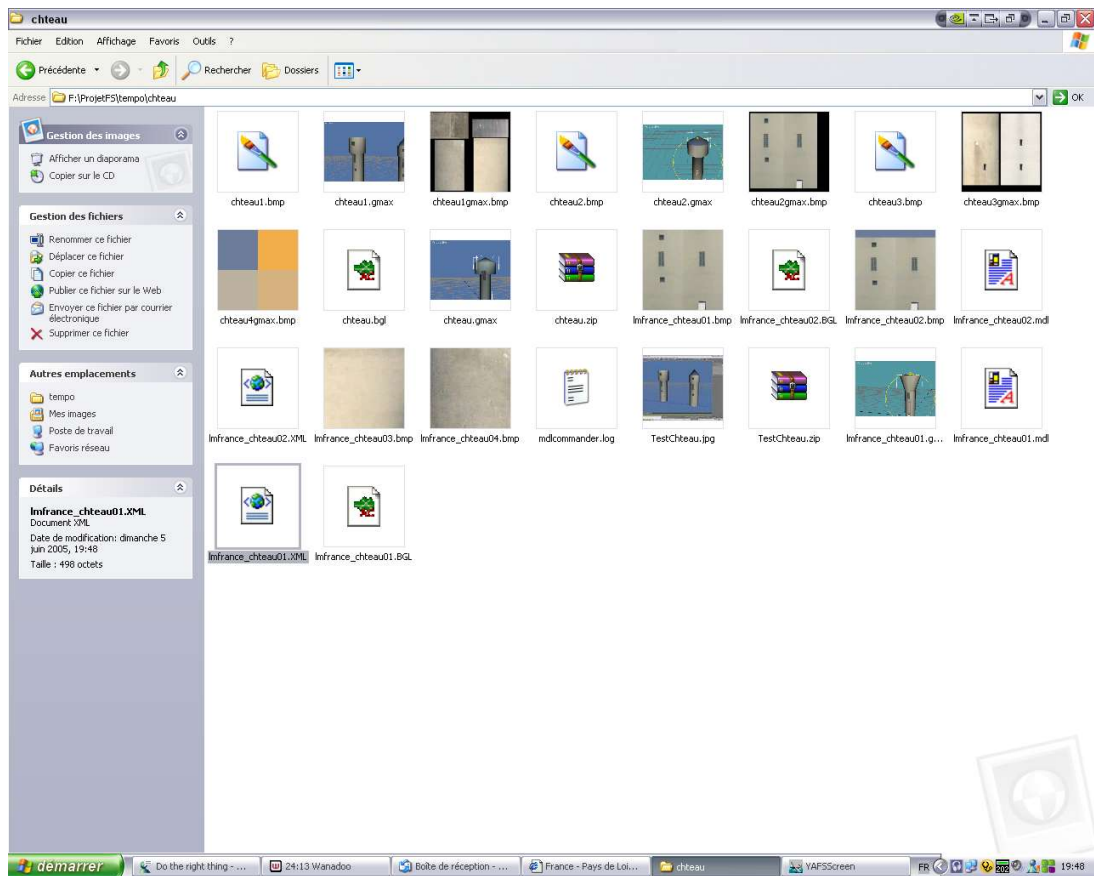 chteau
Fichier Edition Affichage Favoris Outils ?
Précédente Rechercher Dossiers
Adresse F:\ProjetFS\tempo\chteau OK
Gestion des images
Afficher un diaporama
Copier sur le CD
Gestion des fichiers
Renommer ce fichier
Déplacer ce fichier
Copier ce fichier
Publier ce fichier sur le Web
Envoyer ce fichier par courrier
électronique
Supprimer ce fichier
Autres emplacements
tempo
Mes images
Poste de travail
Favoris réseau
Détails
lmfrance_chteau01.XML
Document XML
Date de modification: dimanche 5
juin 2005, 19:48
Taille : 498 octets
chteau1.bmp chteau1.gmax chteau1gmax.bmp chteau2.bmp chteau2.gmax chteau2gmax.bmp chteau3.bmp chteau3gmax.bmp
chteau4gmax.bmp chteau.bgl chteau.gmax chteau.zip lmfrance_chteau01.bmp lmfrance_chteau02.BGL lmfrance_chteau02.bmp lmfrance_chteau02.mdl
lmfrance_chteau02.XML lmfrance_chteau03.bmp lmfrance_chteau04.bmp mdlcommander.log TestChteau.jpg TestChteau.zip lmfrance_chteau01.g... lmfrance_chteau01.mdl
lmfrance_chteau01.XML lmfrance_chteau01.BGL
démarrer Do the right thing - ... 24:13 Wanadoo Boîte de réception - ... France - Pays de Loi... chteau YAFSScreen FR 19:48